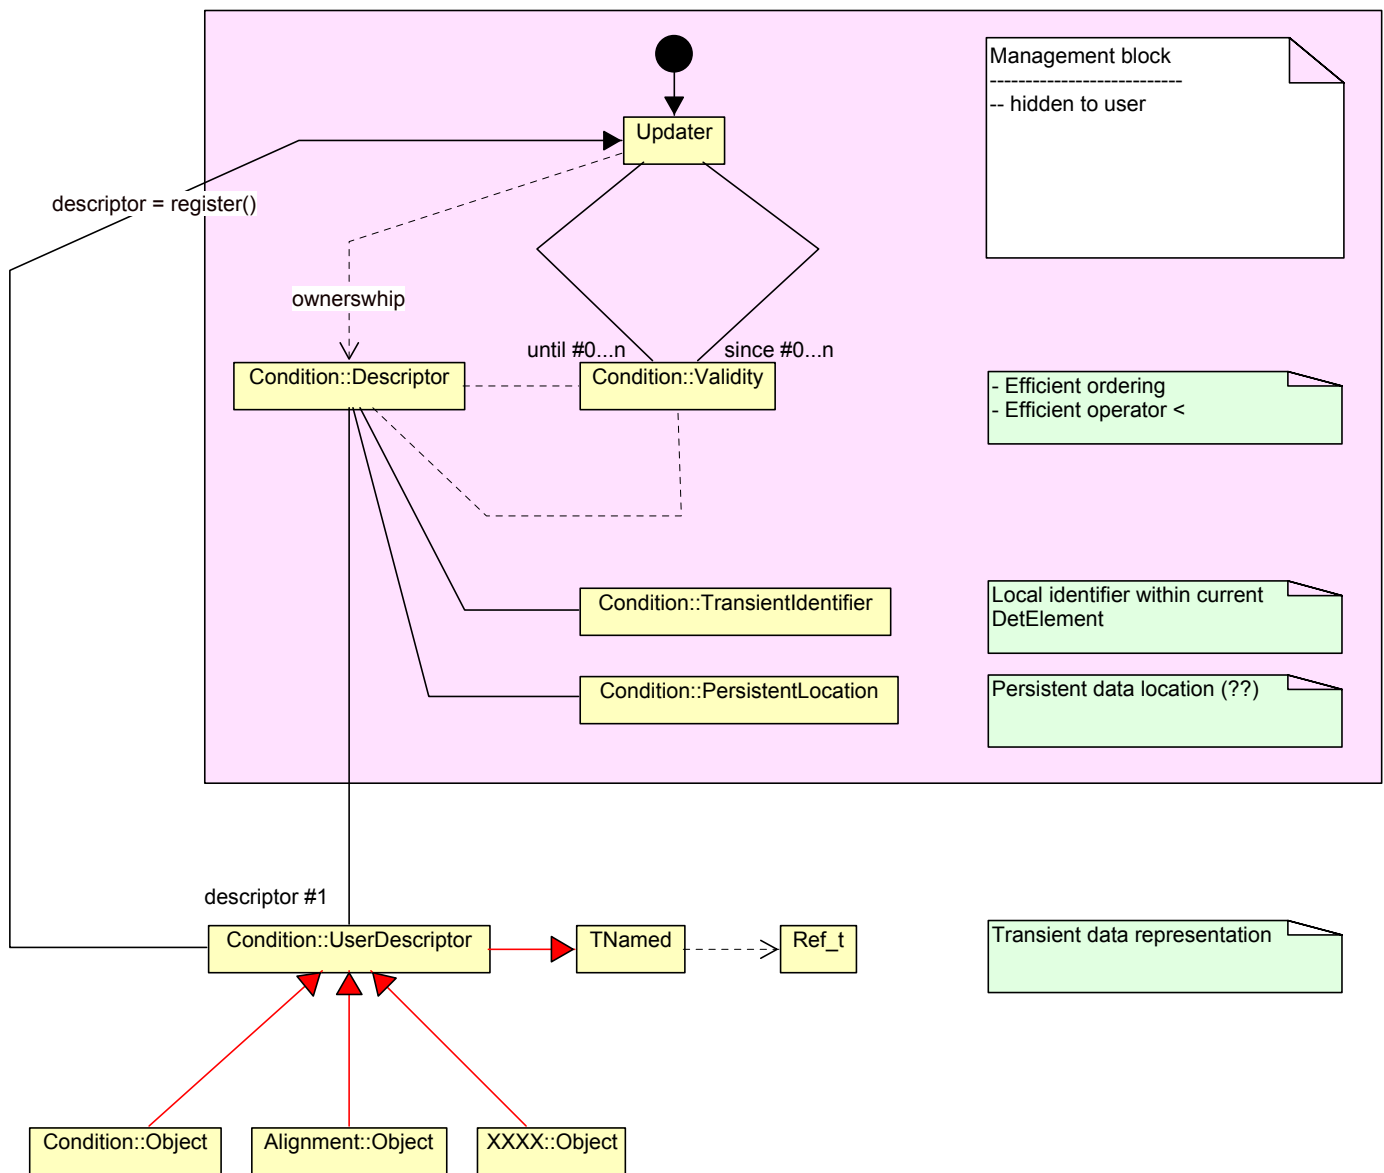 Management block
---------------------------
-- hidden to user
Updater
descriptor = register()
ownerswhip
until #0...n
since #0...n
Condition::Descriptor
Condition::Validity
- Efficient ordering
- Efficient operator <
Condition::TransientIdentifier
Local identifier within current
DetElement
Condition::PersistentLocation
Persistent data location (??)
descriptor #1
Condition::UserDescriptor
TNamed
Ref_t
Transient data representation
Condition::Object
Alignment::Object
XXXX::Object